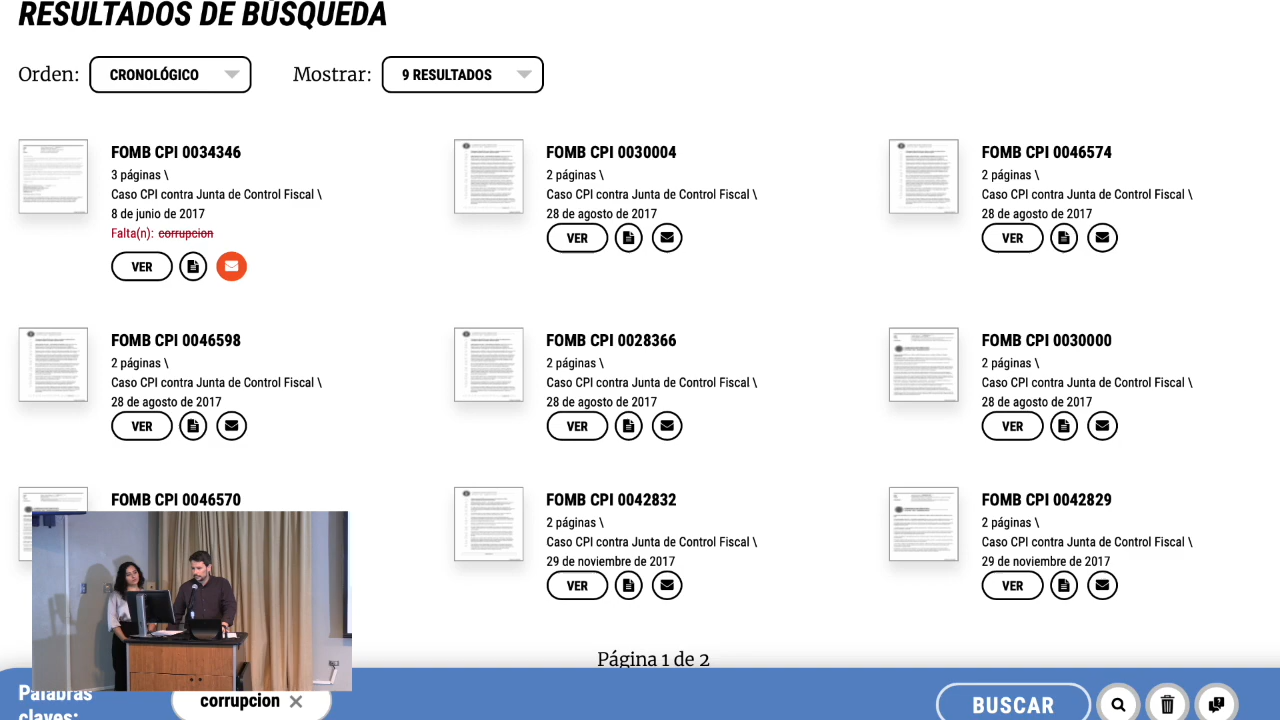 RESULTADOS DE BÚSQUEDA
Orden: CRONOLÓGICO Mostrar: 9 RESULTADOS
FOMB CPI 0034346
3 páginas \
Caso CPI contra Junta de Control Fiscal \
8 de junio de 2017
Falta(n): corrupcion
VER
FOMB CPI 0030004
2 páginas \
Caso CPI contra Junta de Control Fiscal \
28 de agosto de 2017
VER
FOMB CPI 0046574
2 páginas \
Caso CPI contra Junta de Control Fiscal \
28 de agosto de 2017
VER
FOMB CPI 0046598
2 páginas \
Caso CPI contra Junta de Control Fiscal \
28 de agosto de 2017
VER
FOMB CPI 0028366
2 páginas \
Caso CPI contra Junta de Control Fiscal \
28 de agosto de 2017
VER
FOMB CPI 0030000
2 páginas \
Caso CPI contra Junta de Control Fiscal \
28 de agosto de 2017
VER
FOMB CPI 0046570
FOMB CPI 0042832
2 páginas \
Caso CPI contra Junta de Control Fiscal \
29 de noviembre de 2017
VER
FOMB CPI 0042829
2 páginas \
Caso CPI contra Junta de Control Fiscal \
29 de noviembre de 2017
VER
Página 1 de 2
Palabras
claves:
corrupcion
BUSCAR